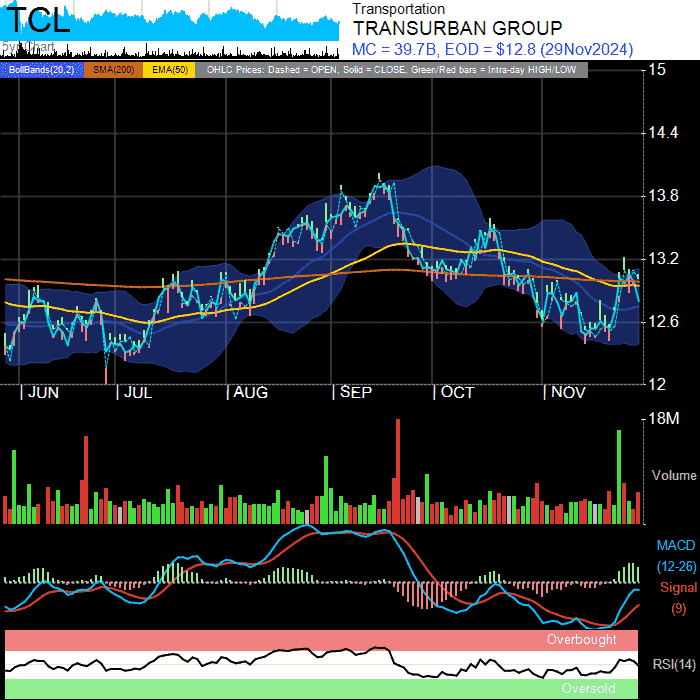 TCL
5yr Chart
Transportation
TRANSURBAN GROUP
MC = 39.7B, EOD = $12.8 (29Nov2024)
BollBands(20,2) SMA(200) EMA(50) OHLC Prices: Dashed = OPEN, Solid = CLOSE, Green/Red bars = Intra-day HIGH/LOW
15
14.4
13.8
13.2
12.6
12
JUN JUL AUG SEP OCT NOV
18M
Volume
MACD
(12-26)
Signal
(9)
Overbought
RSI(14)
Oversold